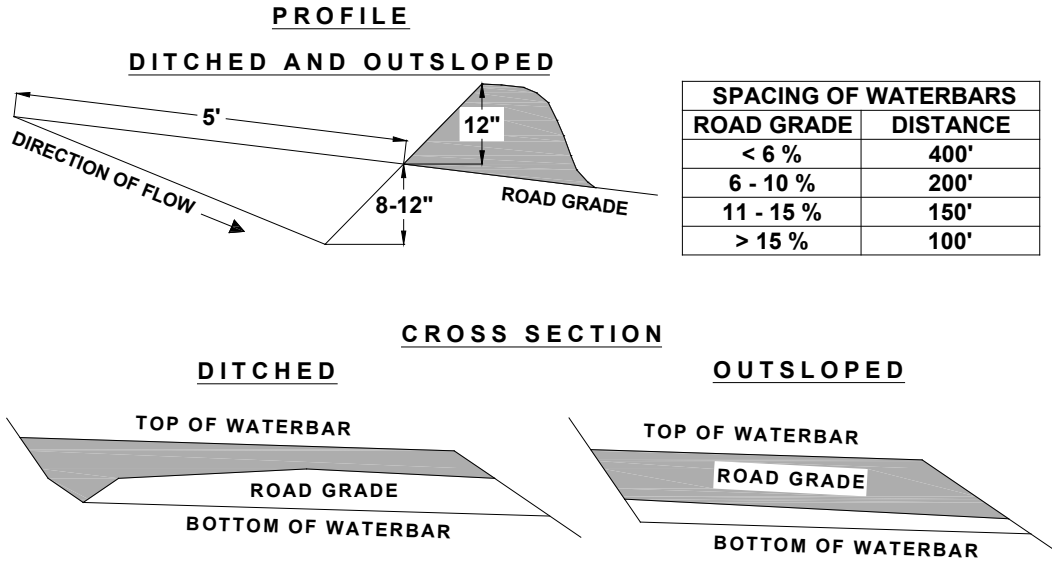 PROFILE
DITCHED AND OUTSLOPED
5'
12"
DIRECTION OF FLOW
8-12"
ROAD GRADE
SPACING OF WATERBARS
ROAD GRADE DISTANCE
< 6 % 400'
6 - 10 % 200'
11 - 15 % 150'
> 15 % 100'
CROSS SECTION
DITCHED
TOP OF WATERBAR
ROAD GRADE
BOTTOM OF WATERBAR
OUTSLOPED
TOP OF WATERBAR
ROAD GRADE
BOTTOM OF WATERBAR